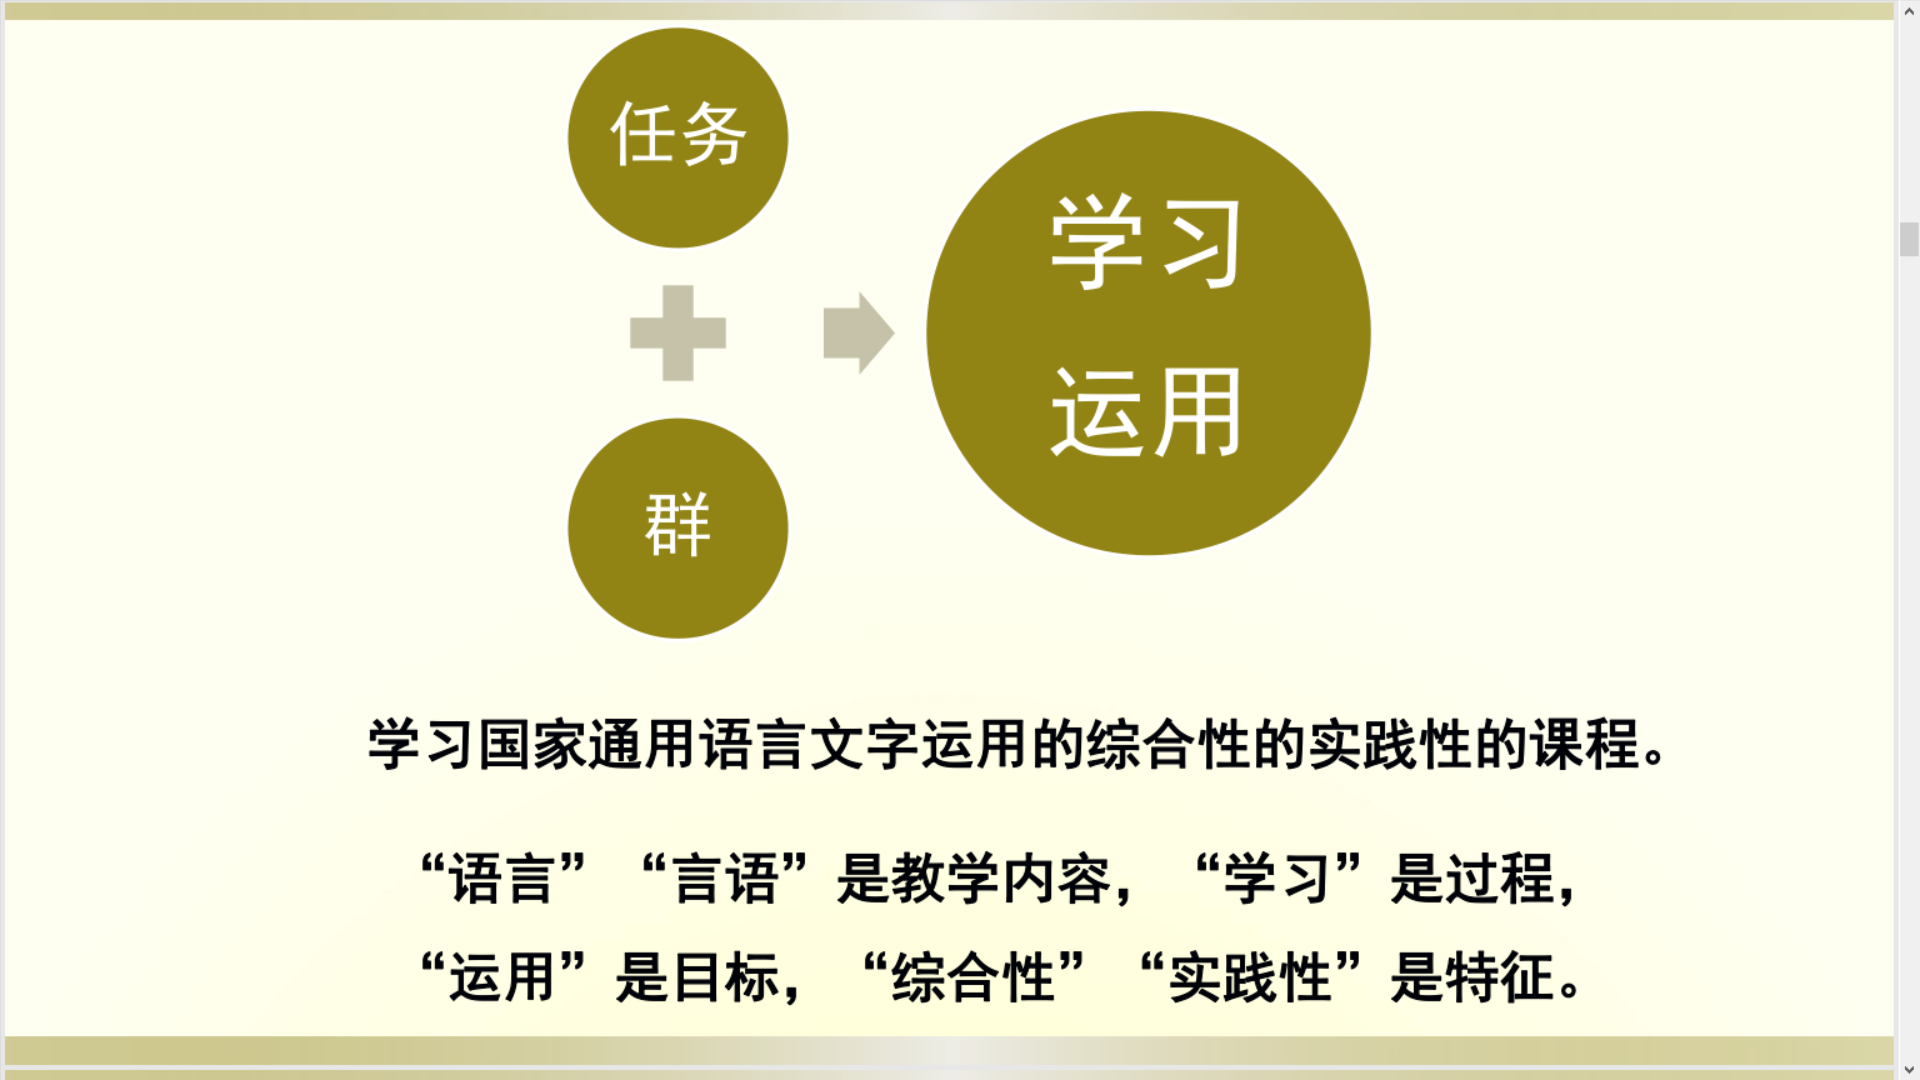 任务
群
学习
运用
学习国家通用语言文字运用的综合性的实践性的课程。
“语言” “言语”是教学内容， “学习”是过程，
“运用”是目标， “综合性” “实践性”是特征。